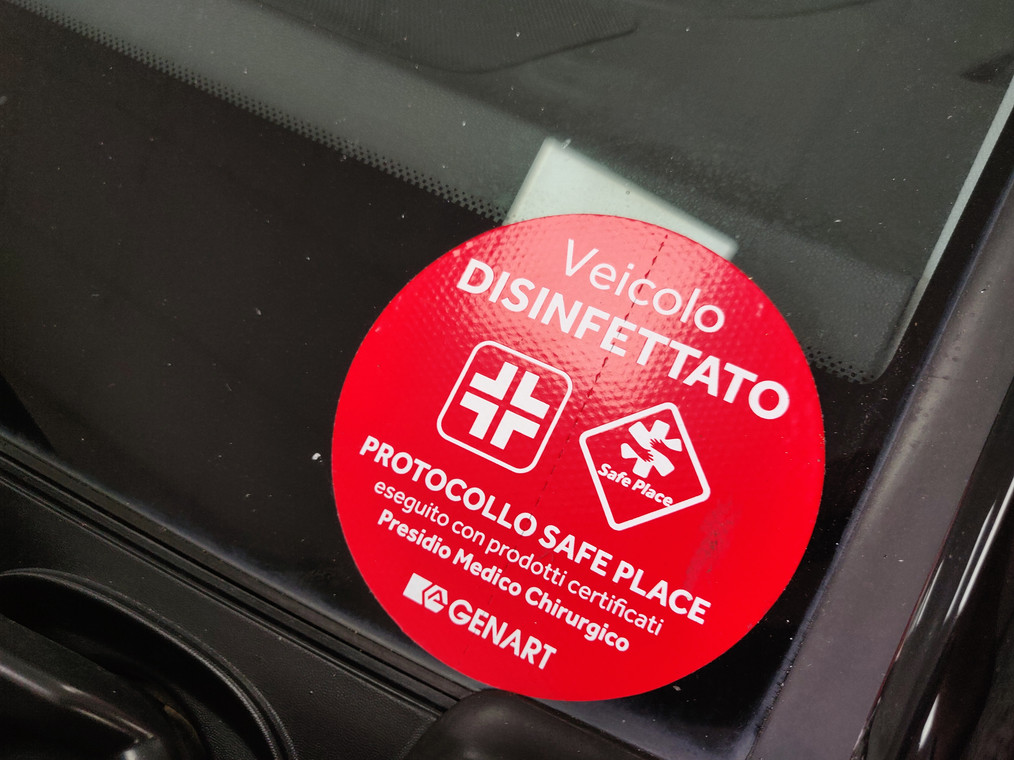 Veicolo
DISINFETTATO
Safe Place
PROTOCOLLO SAFE PLACE
eseguito con prodotti certificati
Presidio Medico Chirurgico
GENART